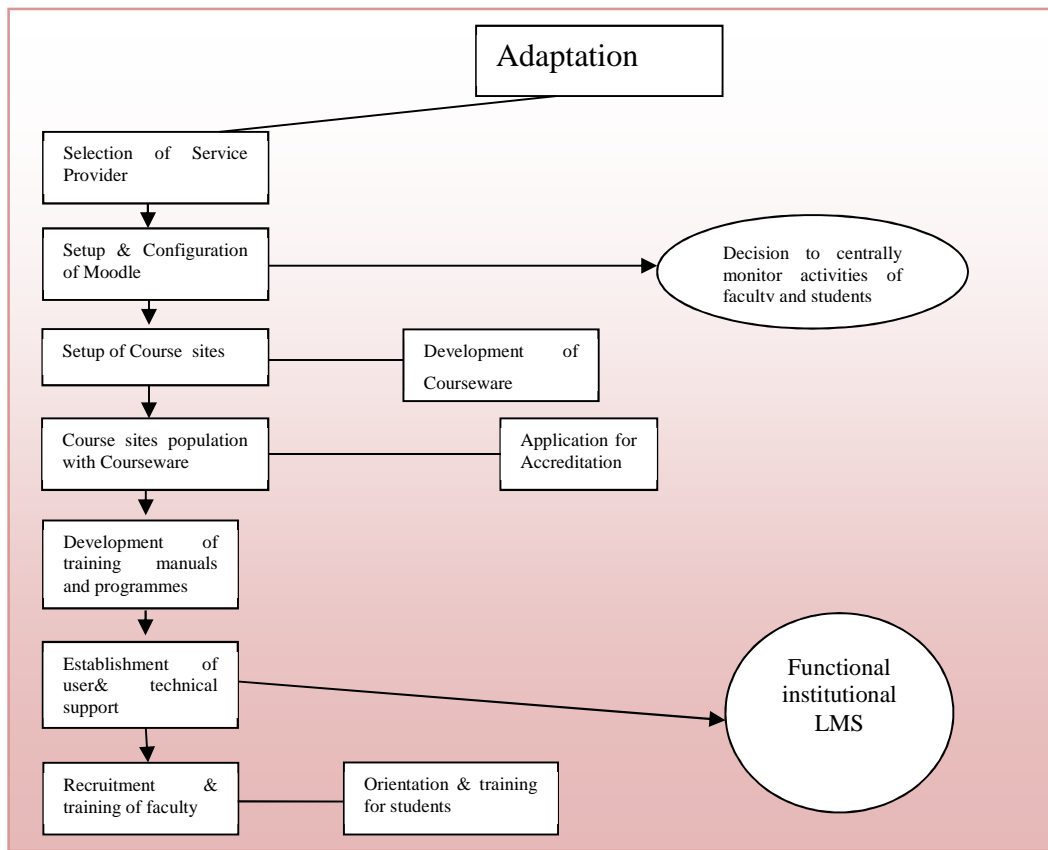 Adaptation
Selection of Service
Provider
Setup & Configuration
of Moodle
Decision to centrally
monitor activities of
faculty and students
Setup of Course sites
Development of
Courseware
Course sites population
with Courseware
Application for
Accreditation
Development of
training manuals
and programmes
Establishment of
user& technical
support
Functional
institutional
LMS
Recruitment &
training of faculty
Orientation & training
for students